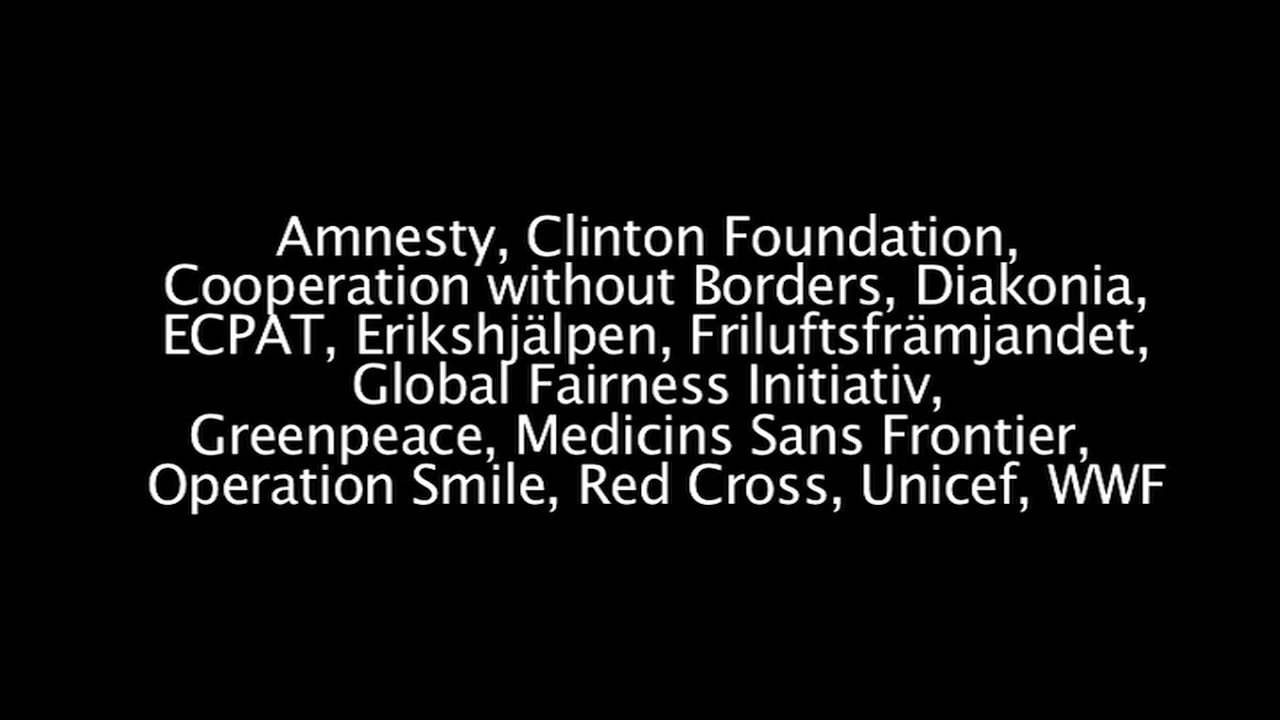 Amnesty, Clinton Foundation,
Cooperation without Borders, Diakonia,
ECPAT, Erikshjälpen, Friluftsfrämjandet,
Global Fairness Initiativ,
Greenpeace, Medicins Sans Frontier,
Operation Smile, Red Cross, Unicef, WWF